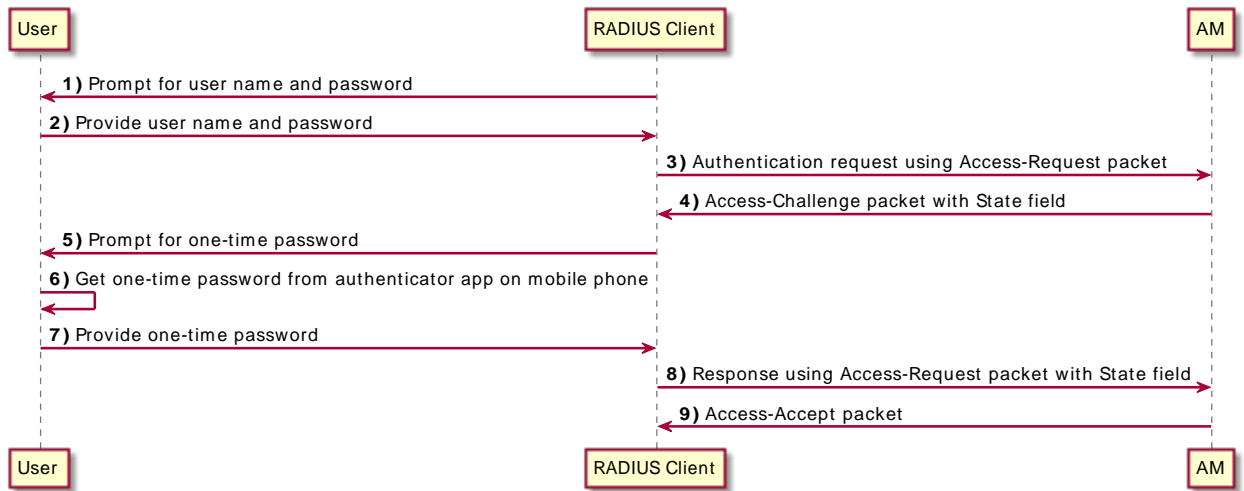 User
RADIUS Client
AM
1) Prompt for user name and password
2) Provide user name and password
3) Authentication request using Access-Request packet
4) Access-Challenge packet with State field
5) Prompt for one-time password
6) Get one-time password from authenticator app on mobile phone
7) Provide one-time password
8) Response using Access-Request packet with State field
9) Access-Accept packet
User
RADIUS Client
AM